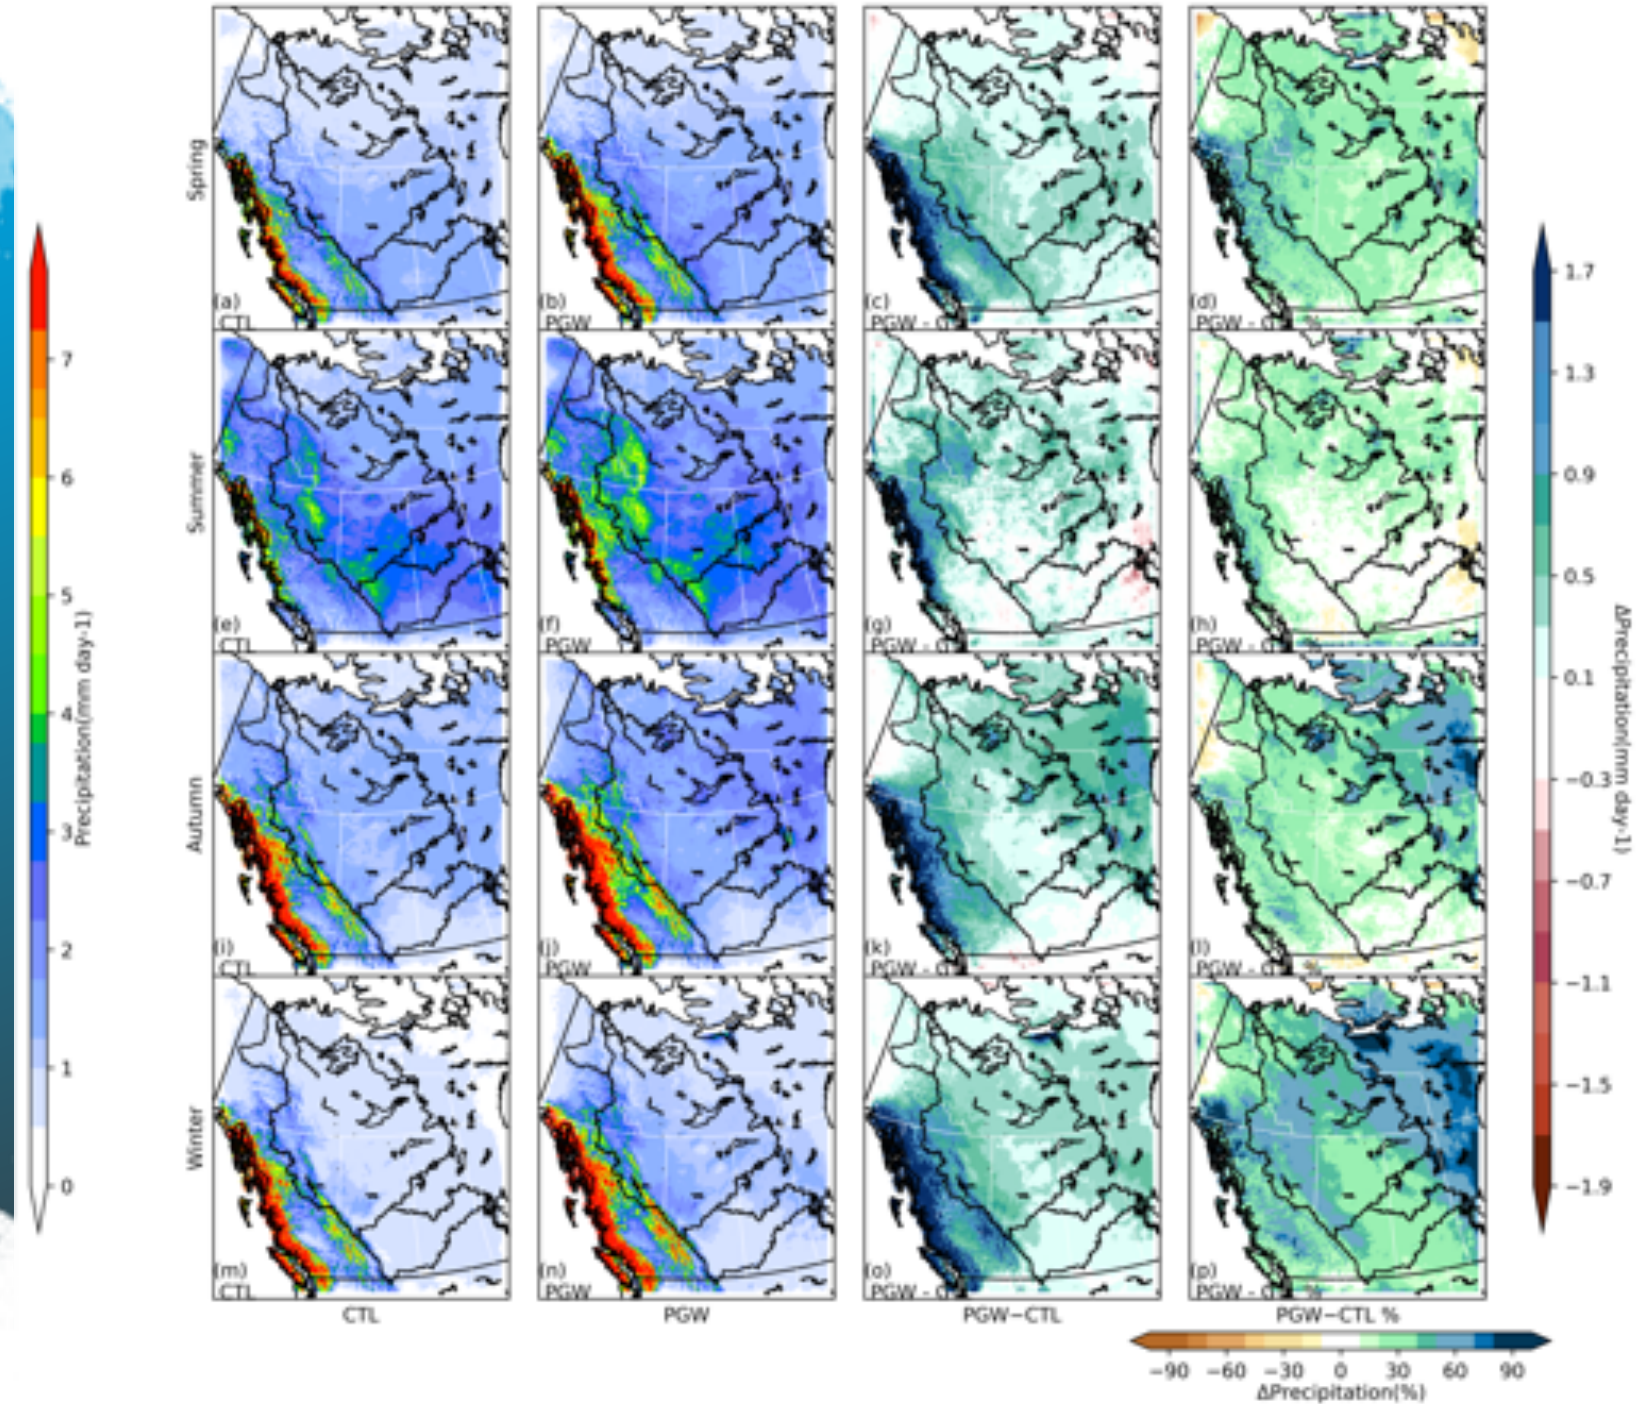 Spring
(a)
CTL
(b)
PGW
(c)
PGW - C
(d)
PGW - C %
Summer
(e)
CTL
(f)
PGW
(g)
PGW - C
(h)
PGW - C
Autumn
(i)
CTL
(j)
PGW
(k)
PGW - C
(l)
PGW - C %
Winter
(m)
CTL
(n)
PGW
(o)
PGW - C
(p)
PGW - C %
CTL
PGW
PGW−CTL
PGW−CTL %
7
6
5
4
3
2
1
0
Precipitation(mm day-1)
1.7
1.3
0.9
0.5
0.1
−0.3
−0.7
−1.1
−1.5
−1.9
ΔPrecipitation(mm day-1)
−90 −60 −30 0 30 60 90
ΔPrecipitation(%)